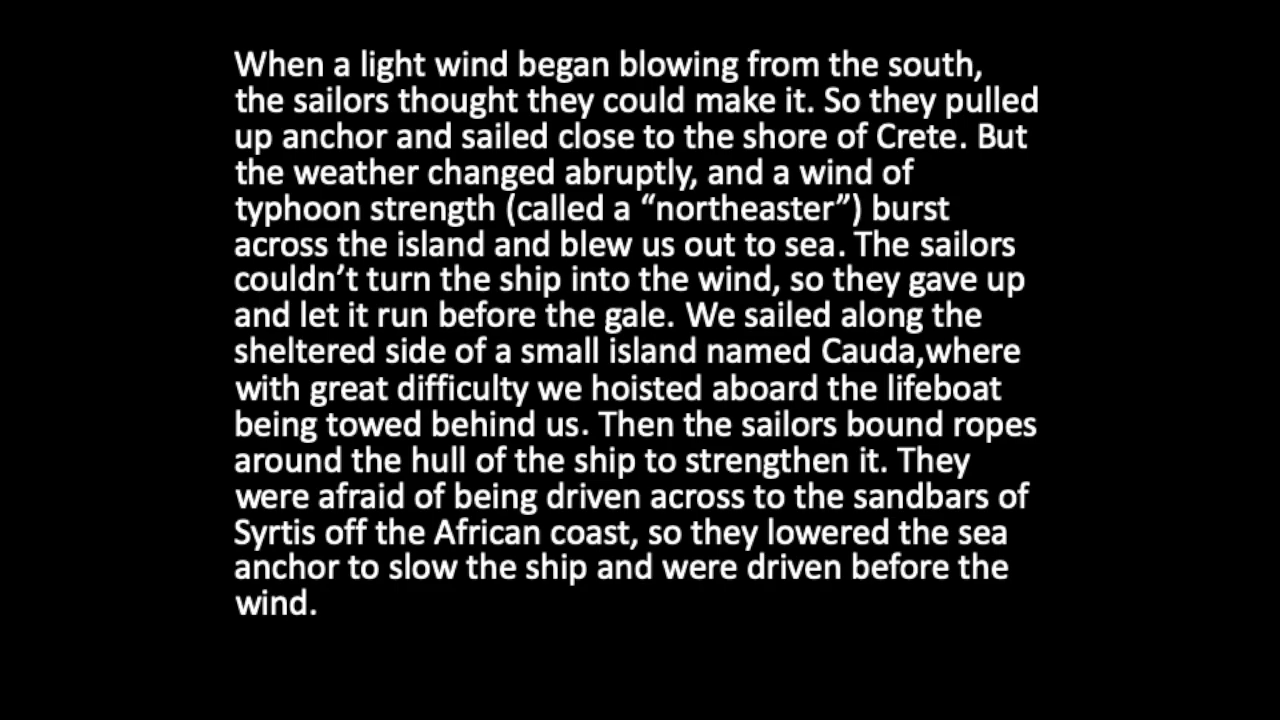 When a light wind began blowing from the south,
the sailors thought they could make it. So they pulled
up anchor and sailed close to the shore of Crete. But
the weather changed abruptly, and a wind of
typhoon strength (called a “northeaster”) burst
across the island and blew us out to sea. The sailors
couldn’t turn the ship into the wind, so they gave up
and let it run before the gale. We sailed along the
sheltered side of a small island named Cauda,where
with great difficulty we hoisted aboard the lifeboat
being towed behind us. Then the sailors bound ropes
around the hull of the ship to strengthen it. They
were afraid of being driven across to the sandbars of
Syrtis off the African coast, so they lowered the sea
anchor to slow the ship and were driven before the
wind.